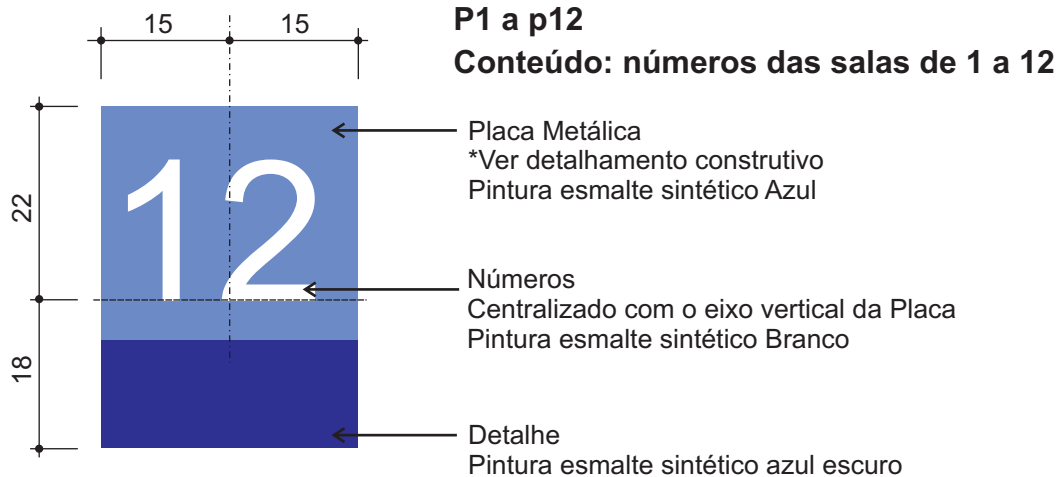 15
15
P1 a p12
Conteúdo: números das salas de 1 a 12
Placa Metálica
*Ver detalhamento construtivo
Pintura esmalte sintético Azul
22
12
Números
Centralizado com o eixo vertical da Placa
Pintura esmalte sintético Branco
18
Detalhe
Pintura esmalte sintético azul escuro